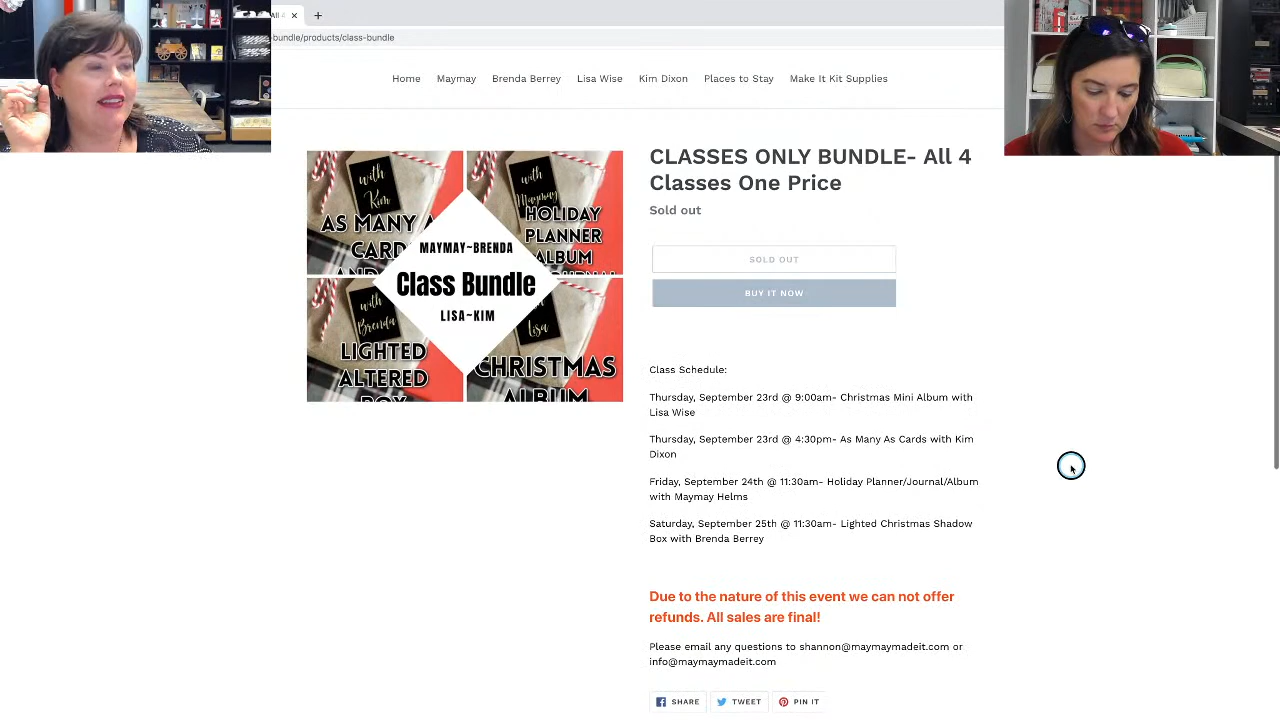 All 4
-bundle/products/class-bundle
Home Maymay Brenda Berrey Lisa Wise Kim Dixon Places to Stay Make It Kit Supplies
CLASSES ONLY BUNDLE- All 4
Classes One Price
Sold out
SOLD OUT
BUY IT NOW
with
Kim
AS MANY A
CARD
with
Maymay
HOLIDAY
PLANNER
ALBUM
MAYMAY~BRENDA
Class Bundle
LISA~KIM
with
Brenda
LIGHTED
ALTERED
BOX
Lisa
CHRISTMAS
ALBUM
Class Schedule:
Thursday, September 23rd @ 9:00am- Christmas Mini Album with
Lisa Wise
Thursday, September 23rd @ 4:30pm- As Many As Cards with Kim
Dixon
Friday, September 24th @ 11:30am- Holiday Planner/Journal/Album
with Maymay Helms
Saturday, September 25th @ 11:30am- Lighted Christmas Shadow
Box with Brenda Berrey
Due to the nature of this event we can not offer
refunds. All sales are final!
Please email any questions to shannon@maymaymadeit.com or
info@maymaymadeit.com
SHARE TWEET PIN IT